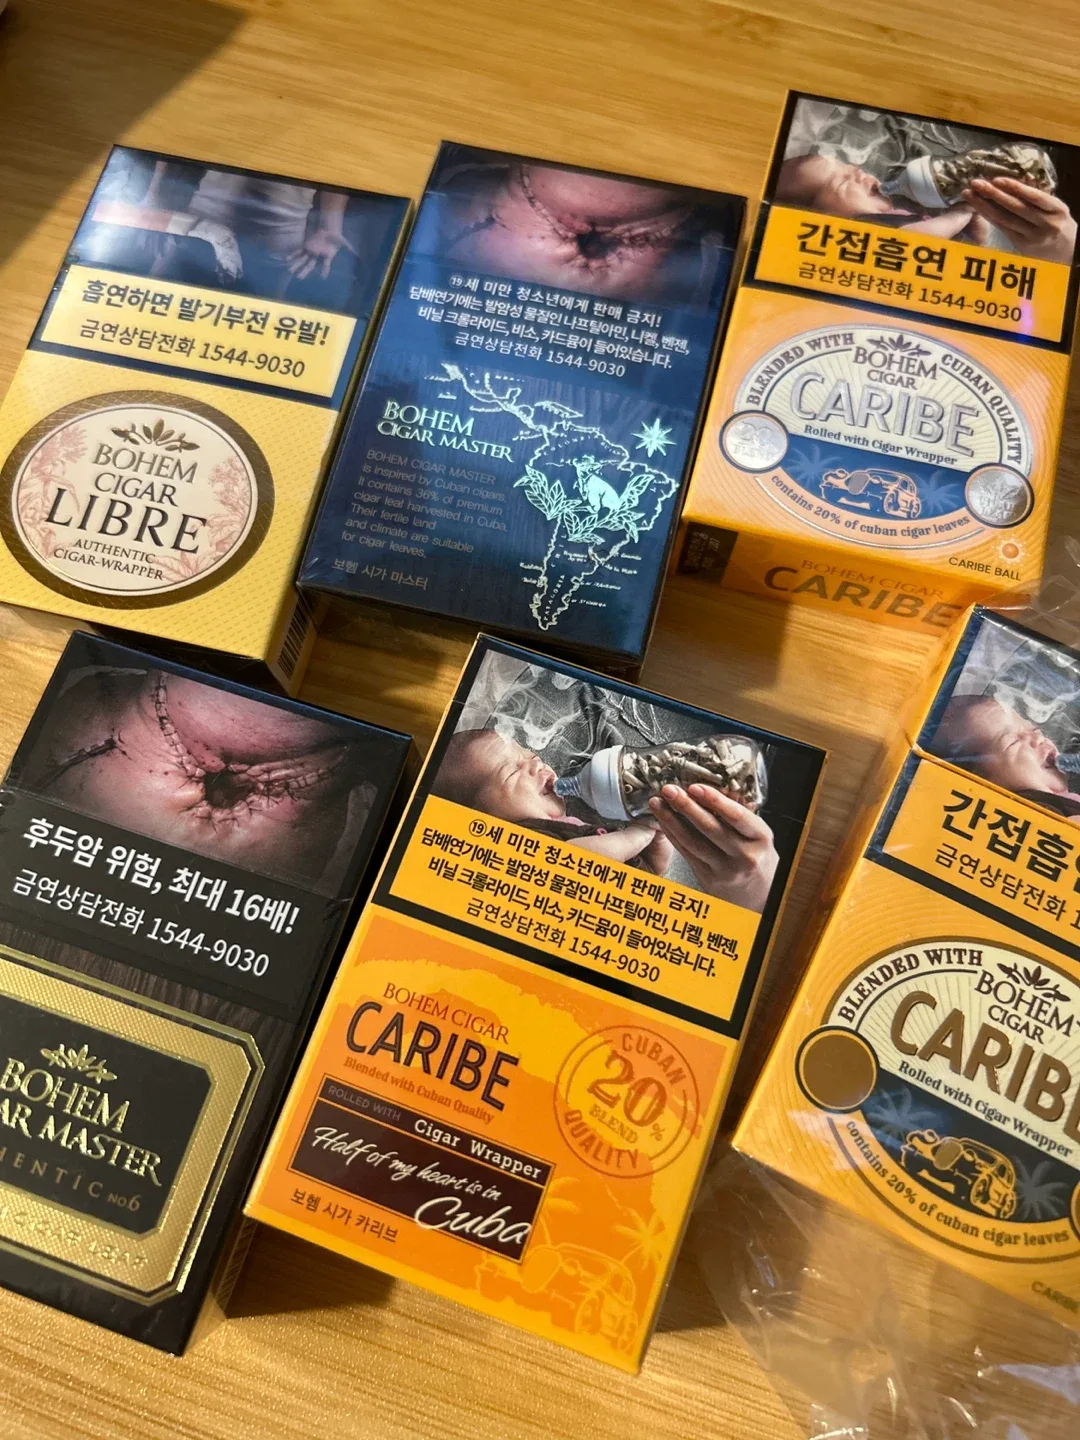 흡연하면 발기부전 유발!
금연상담전화 1544-9030
BOHEM
CIGAR
LIBRE
AUTHENTIC
CIGAR-WRAPPER
19세 미만 청소년에게 판매 금지!
담배연기에는 발암성 물질인 나프틸아민, 니켈, 벤젠,
비닐 크롤라이드, 비소, 카드뮴이 들어있습니다.
금연상담전화 1544-9030
BOHEM
CIGAR MASTER
BOHEM CIGAR MASTER
is inspired by Cuban cigars.
It contains 36% of premium
cigar leaf harvested in Cuba.
Their fertile land
and climate are suitable
for cigar leaves.
보헴 시가 마스터
간접흡연 피해
금연상담전화 1544-9030
BLENDED WITH
CUBAN QUALITY
BOHEM
CIGAR
CARIBE
Rolled with Cigar Wrapper
contains 20% of cuban cigar leaves
CARIBE BALL
BOHEM CIGAR
CARIBE
후두암 위험, 최대 16배!
금연상담전화 1544-9030
BOHEM
AR MASTER
HENTIC NO6
19세 미만 청소년에게 판매 금지!
담배연기에는 발암성 물질인 나프틸아민, 니켈, 벤젠,
비닐 크롤라이드, 비소, 카드뮴이 들어있습니다.
금연상담전화 1544-9030
BOHEM CIGAR
CARIBE
Blended with Cuban Quality
CUBAN
20%
BLEND
QUALITY
ROLLED WITH Cigar Wrapper
Half of my heart is in
Cuba
보헴 시가 카리브
간접흡
금연상담전화 1
BLENDED WITH
BOHEM
CIGAR
CARIB
Rolled with Cigar Wrapper
contains 20% of cuban cigar leaves